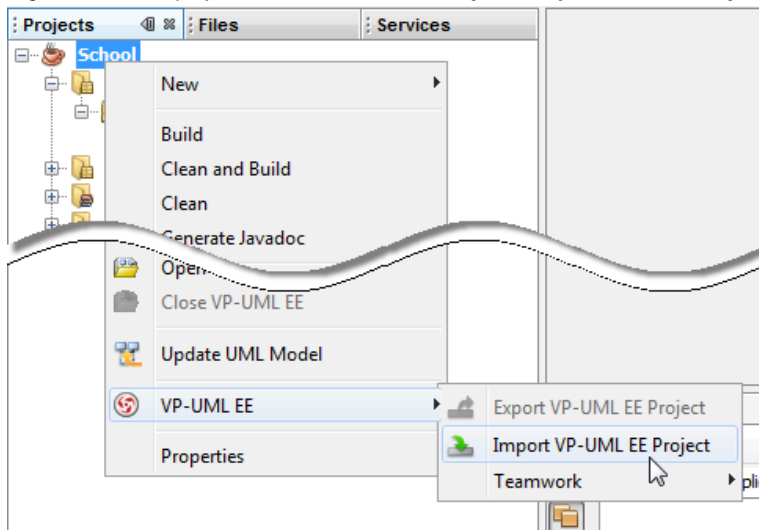 Projects
Files
Services
School
New
Build
Clean and Build
Clean
Generate Javadoc
Close VP-UML EE
Update UML Model
VP-UML EE
Export VP-UML EE Project
Import VP-UML EE Project
Properties
Teamwork